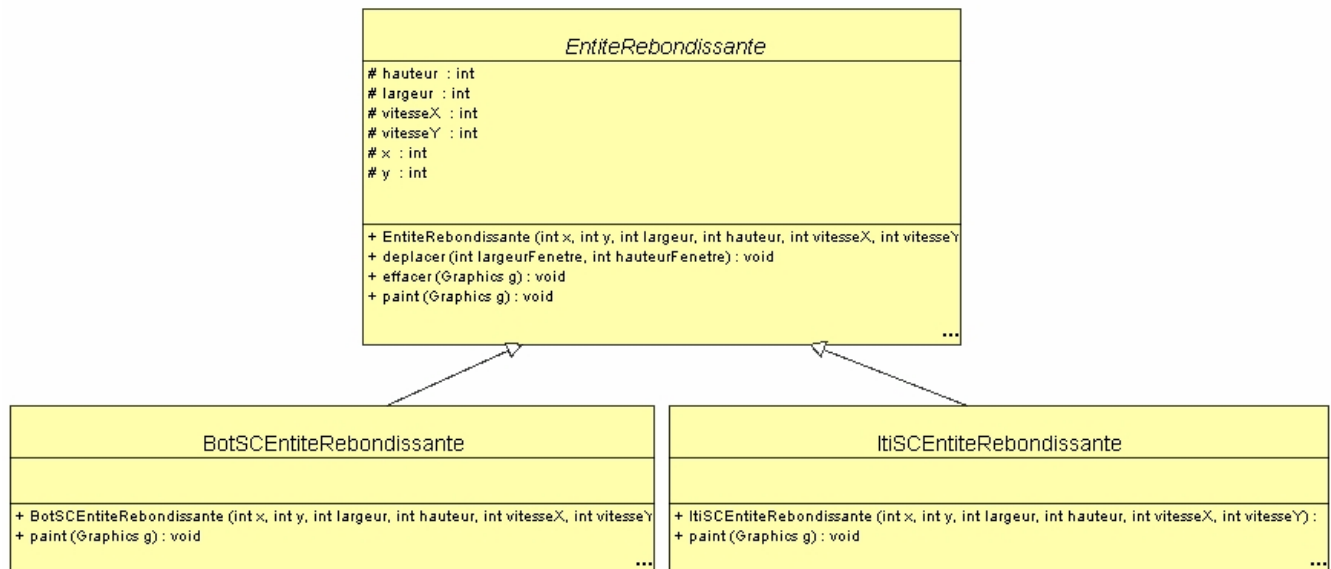 EntiteRebondissante
# hauteur : int
# largeur : int
# vitesseX : int
# vitesseY : int
# x : int
# y : int
+ EntiteRebondissante (int x, int y, int largeur, int hauteur, int vitesseX, int vitesseY
+ deplacer (int largeurFenetre, int hauteurFenetre) : void
+ effacer (Graphics g) : void
+ paint (Graphics g) : void
...
BotSCEntiteRebondissante
+ BotSCEntiteRebondissante (int x, int y, int largeur, int hauteur, int vitesseX, int vitesseY
+ paint (Graphics g) : void
...
ItiSCEntiteRebondissante
+ ItiSCEntiteRebondissante (int x, int y, int largeur, int hauteur, int vitesseX, int vitesseY) :
+ paint (Graphics g) : void
...